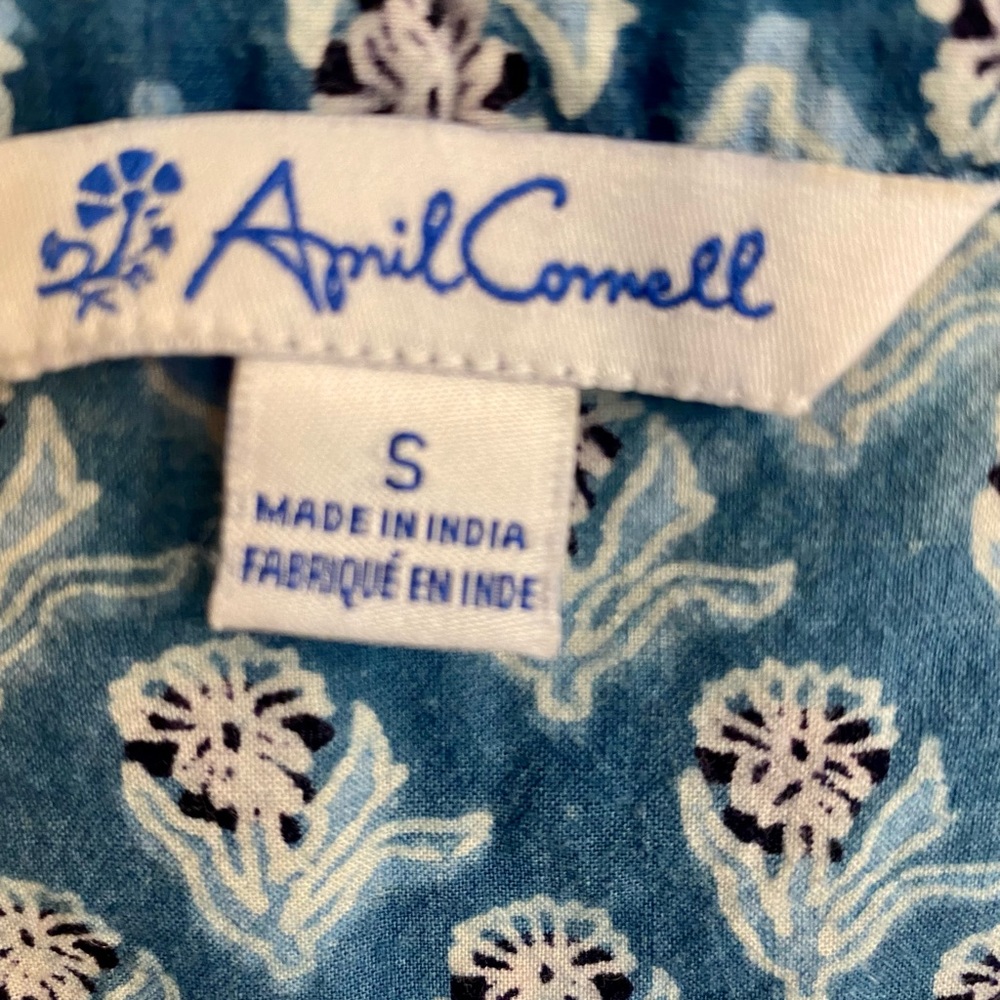 April Cornell
S
MADE IN INDIA
FABRIQUÉ EN INDE